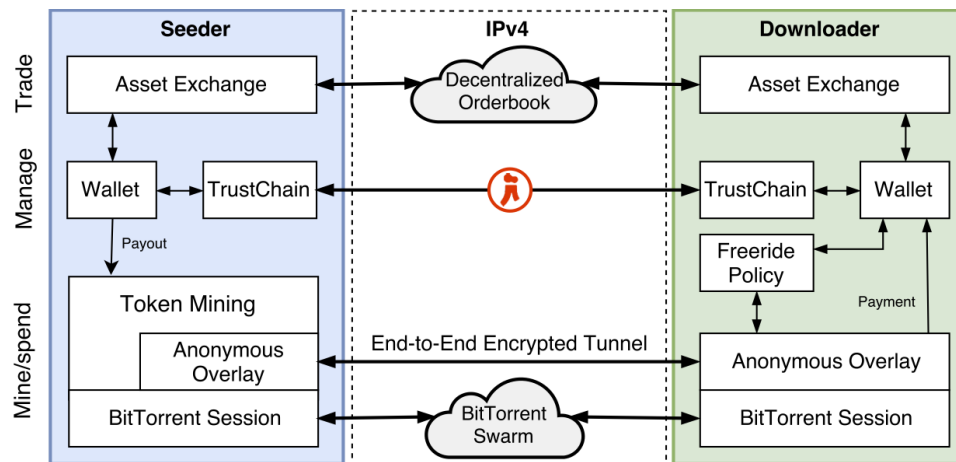 Seeder
IPv4
Downloader
Trade
Asset Exchange
Decentralized
Orderbook
Asset Exchange
Manage
Wallet
TrustChain
TrustChain
Wallet
Payout
Freeride
Policy
Payment
Mine/spend
Token Mining
Anonymous
Overlay
End-to-End Encrypted Tunnel
Anonymous Overlay
BitTorrent Session
BitTorrent
Swarm
BitTorrent Session